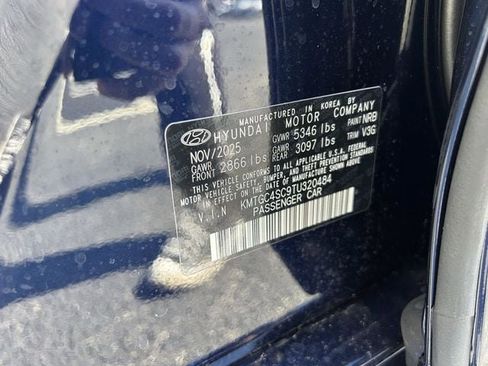 MANUFACTURED IN KOREA BY
HYUNDAI MOTOR COMPANY
NOV/2025 GVWR: 5346 lbs PAINT NRB
GAWR FRONT 2866 lbs GAWR REAR 3097 lbs TRIM V3G
THIS VEHICLE CONFORMS TO ALL APPLICABLE U.S.A. FEDERAL
MOTOR VEHICLE SAFETY, BUMPER, AND THEFT PREVENTION STANDARDS
IN EFFECT ON THE DATE OF MANUFACTURE SHOWN ABOVE.
V.I.N KMTGC4SC9TU320484
PASSENGER CAR